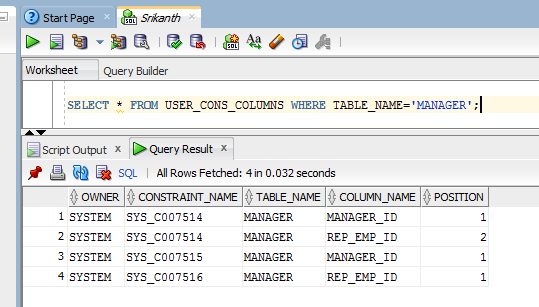 Start Page
Srikanth
Worksheet Query Builder
SELECT * FROM USER_CONS_COLUMNS WHERE TABLE_NAME='MANAGER';
Script Output x Query Result x
SQL | All Rows Fetched: 4 in 0.032 seconds
OWNER CONSTRAINT_NAME TABLE_NAME COLUMN_NAME POSITION
1 SYSTEM SYS_C007514 MANAGER MANAGER_ID 1
2 SYSTEM SYS_C007514 MANAGER REP_EMP_ID 2
3 SYSTEM SYS_C007515 MANAGER MANAGER_ID 1
4 SYSTEM SYS_C007516 MANAGER REP_EMP_ID 1